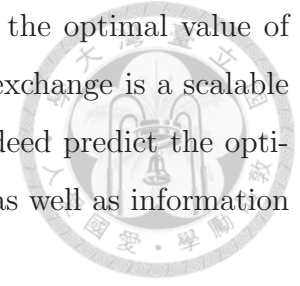 the optimal value of
exchange is a scalable
deed predict the opti-
as well as information